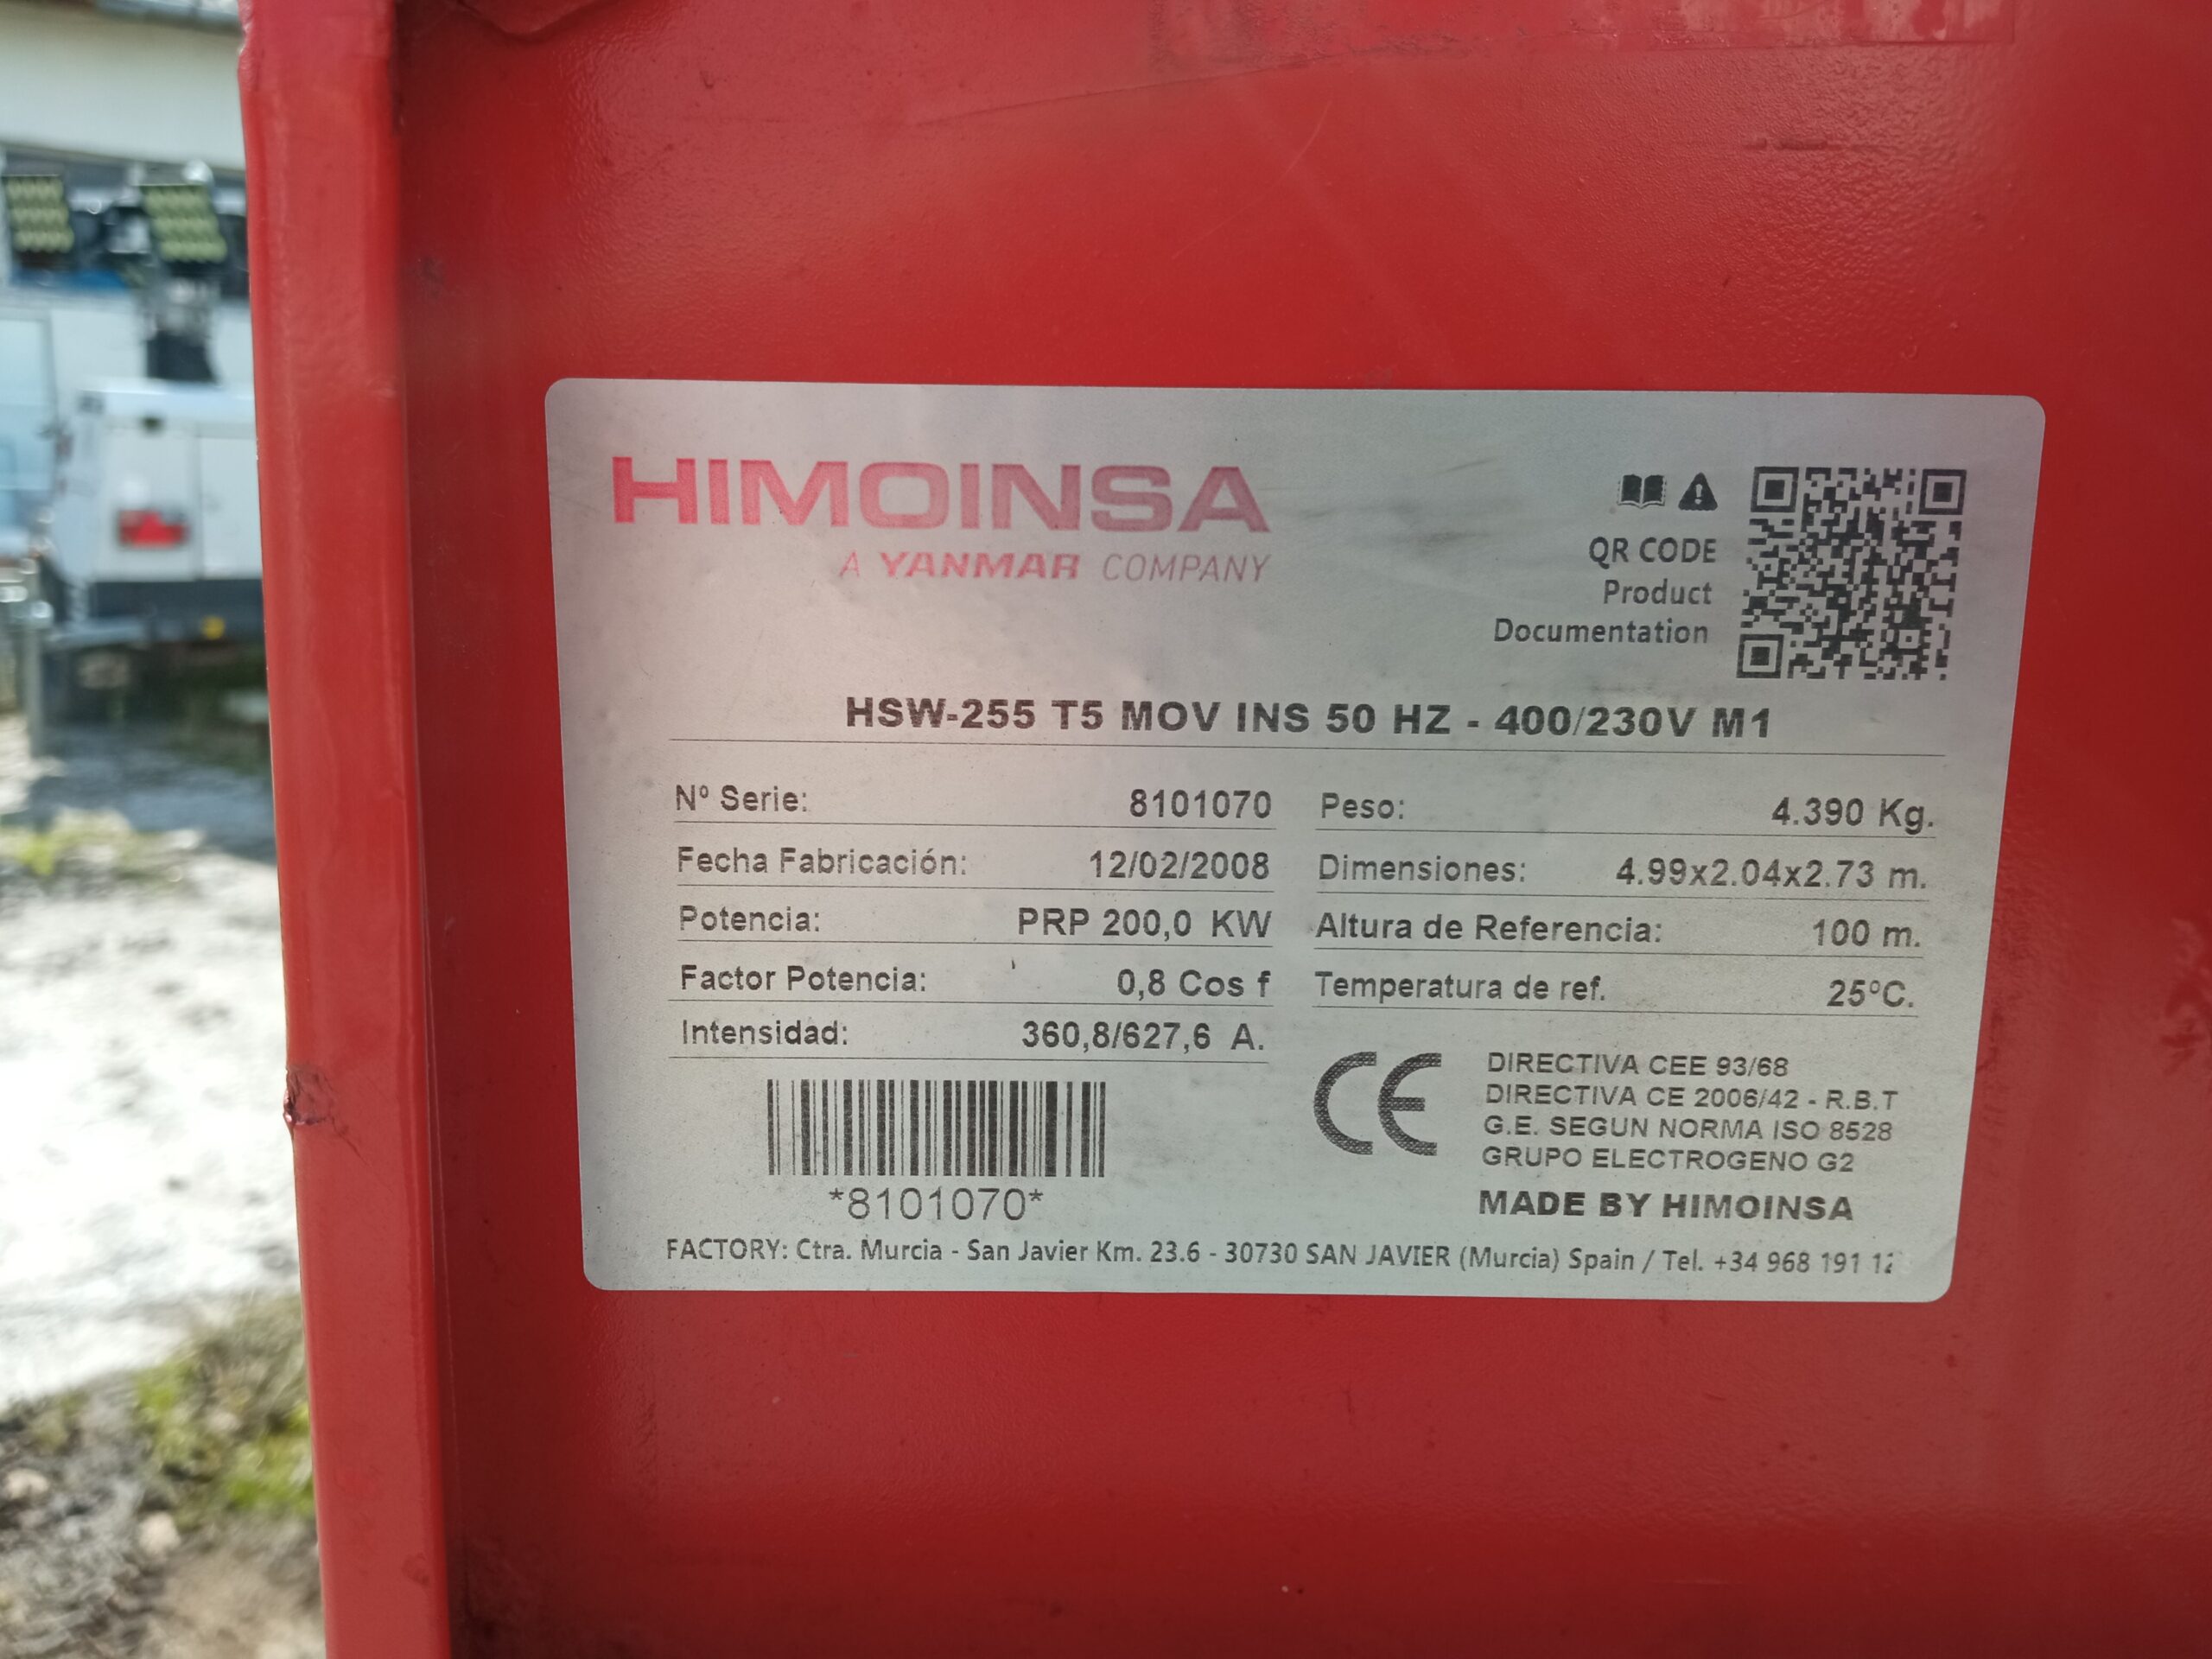 HIMOINSA
A YANMAR COMPANY
QR CODE
Product
Documentation
HSW-255 T5 MOV INS 50 HZ - 400/230V M1
Nº Serie: 8101070 Peso: 4.390 Kg.
Fecha Fabricación: 12/02/2008 Dimensiones: 4.99x2.04x2.73 m.
Potencia: PRP 200,0 KW Altura de Referencia: 100 m.
Factor Potencia: 0,8 Cos f Temperatura de ref. 25ºC.
Intensidad: 360,8/627,6 A.
CE
DIRECTIVA CEE 93/68
DIRECTIVA CE 2006/42 - R.B.T
G.E. SEGUN NORMA ISO 8528
GRUPO ELECTROGENO G2
*8101070*
MADE BY HIMOINSA
FACTORY: Ctra. Murcia - San Javier Km. 23.6 - 30730 SAN JAVIER (Murcia) Spain / Tel. +34 968 191